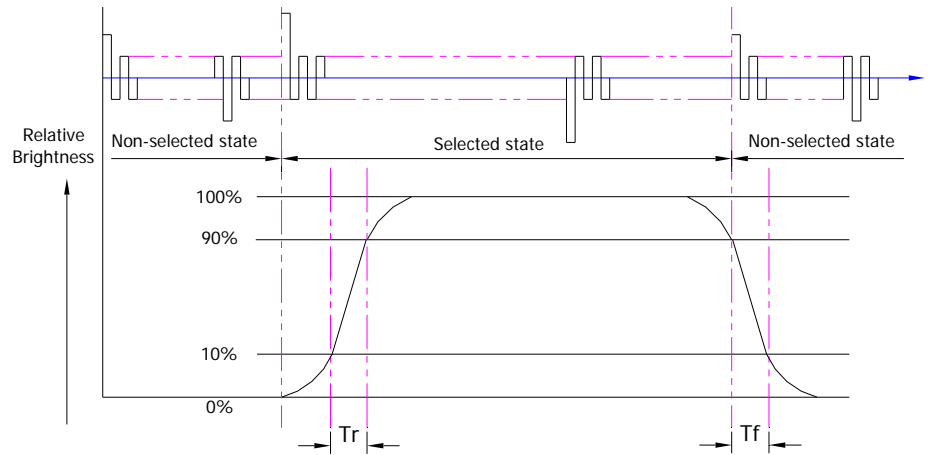 Relative
Brightness
Non-selected state
Selected state
Non-selected state
100%
90%
10%
0%
Tr
Tf